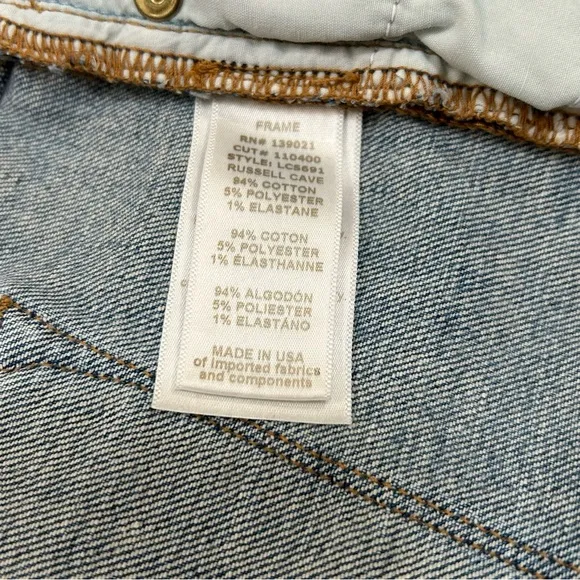 FRAME
RN# 139021
CUT# 110400
STYLE: LCS691
RUSSELL CAVE
94% COTTON
5% POLYESTER
1% ELASTANE
94% COTON
5% POLYESTER
1% ÉLASTHANNE
94% ALGODÓN
5% POLIESTER
1% ELASTÁNO
MADE IN USA
of Imported fabrics
and components